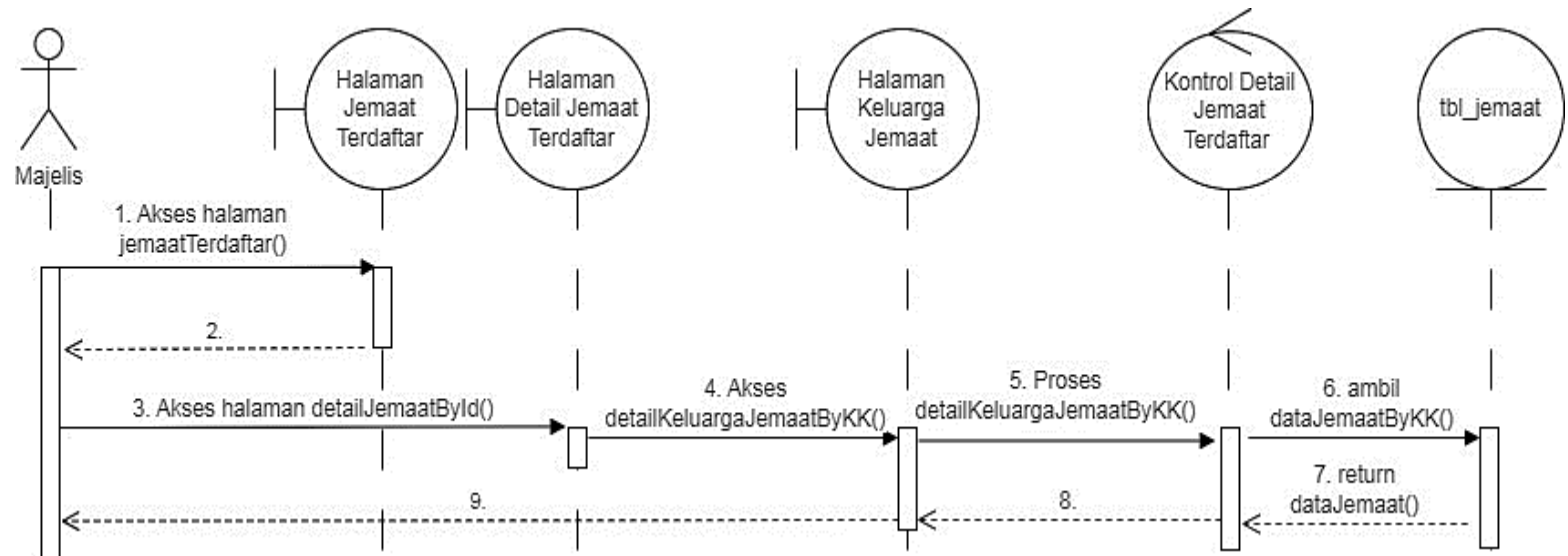 Halaman
Jemaat
Terdaftar
Halaman
Detail Jemaat
Terdaftar
Halaman
Keluarga
Jemaat
Kontrol Detail
Jemaat
Terdaftar
tbl_jemaat
Majelis
1. Akses halaman
jemaatTerdaftar()
2.
3. Akses halaman detailJemaatById()
4. Akses
detailKeluargaJemaatByKK()
5. Proses
detailKeluargaJemaatByKK()
6. ambil
dataJemaatByKK()
7. return
dataJemaat()
8.
9.